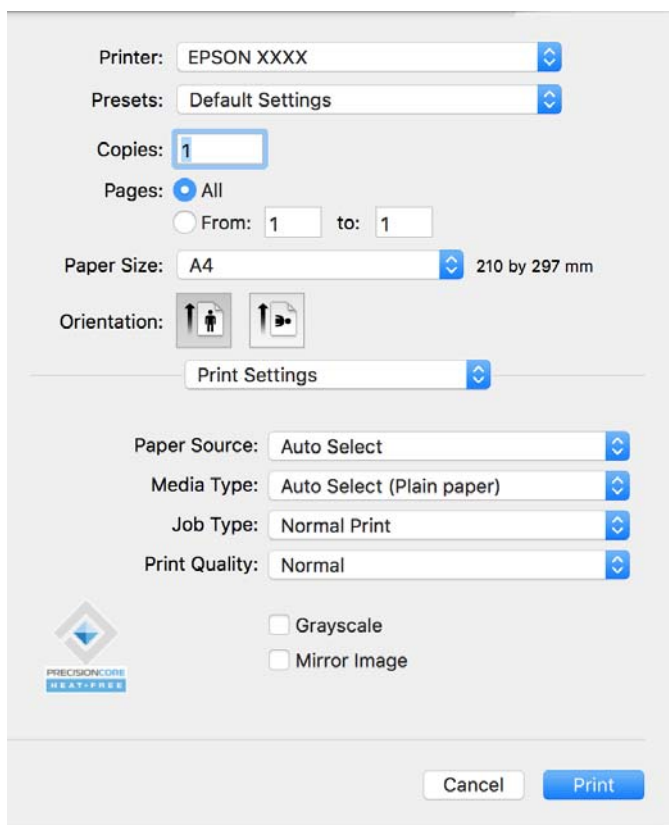 Printer: EPSON XXXX
Presets: Default Settings
Copies: 1
Pages: All
From: 1 to: 1
Paper Size: A4 210 by 297 mm
Orientation:
Print Settings
Paper Source: Auto Select
Media Type: Auto Select (Plain paper)
Job Type: Normal Print
Print Quality: Normal
Grayscale
Mirror Image
PRECISIONCORE
HEAT-FREE
Cancel Print